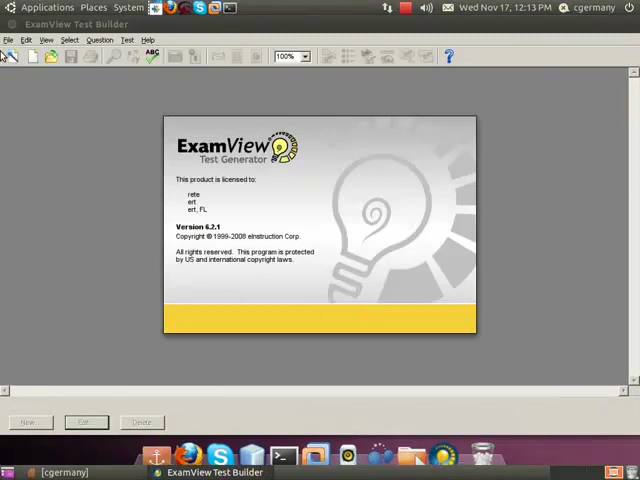 Applications Places System
Wed Nov 17, 12:13 PM
cgermany
ExamView Test Builder
File Edit View Select Question Test Help
ABC
100%
?
ExamView
Test Generator
This product is licensed to:
rete
ert
ert, FL
Version 6.2.1
Copyright © 1999-2008 eInstruction Corp.
All rights reserved. This program is protected
by US and international copyright laws.
New... Edit... Delete
[cgermany]
ExamView Test Builder